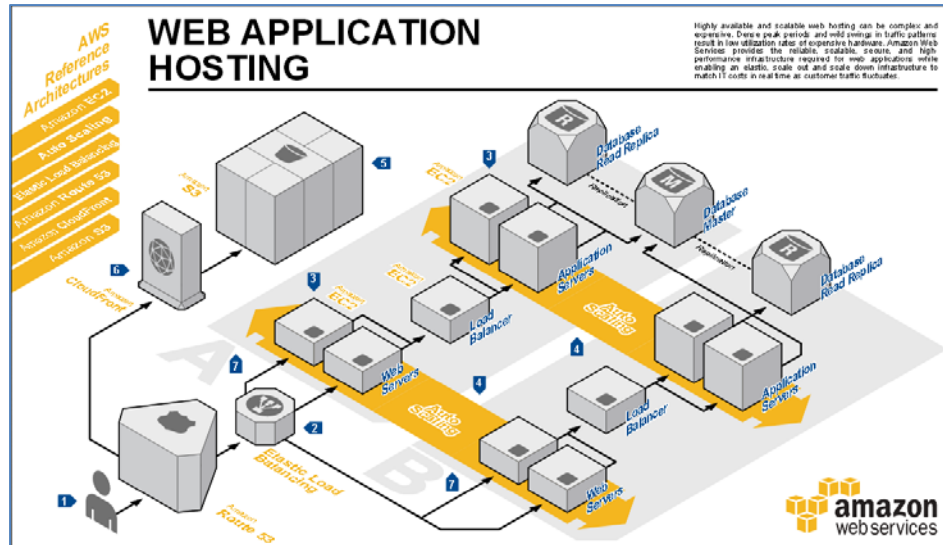 AWS
Reference
Architectures
Amazon EC2
Auto Scaling
Elastic Load Balancing
Amazon Route 53
Amazon CloudFront
Amazon S3
WEB APPLICATION
HOSTING
Highly available and scalable web hosting can be complex and
expensive. Dense peak periods and wild swings in traffic patterns
result in low utilization rates of expensive hardware. Amazon Web
Services provides the reliable, scalable, secure, and high-
performance infrastructure required for web applications while
enabling an elastic, scale out and scale down infrastructure to
match IT costs in real time as customer traffic fluctuates.
5
Amazon
S3
6
Amazon
CloudFront
3
Amazon
EC2
R
Database
Read Replica
Replication
M
Database
Master
Replication
R
Database
Read Replica
Application
Servers
Auto
Scaling
4
Application
Servers
3
Amazon
EC2
Amazon
EC2
Load
Balancer
Web
Servers
7
4
Auto
Scaling
Load
Balancer
2
Elastic Load
Balancing
7
Web
Servers
1
Amazon
Route 53
A
B
amazon
webservices